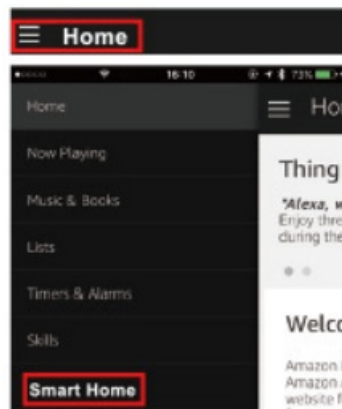 Home
16:10
73%
Home
Now Playing
Music & Books
Lists
Timers & Alarms
Skills
Smart Home
Ho
Thing
"Alexa, w
Enjoy thre
during the
Welco
Amazon
Amazon
website f